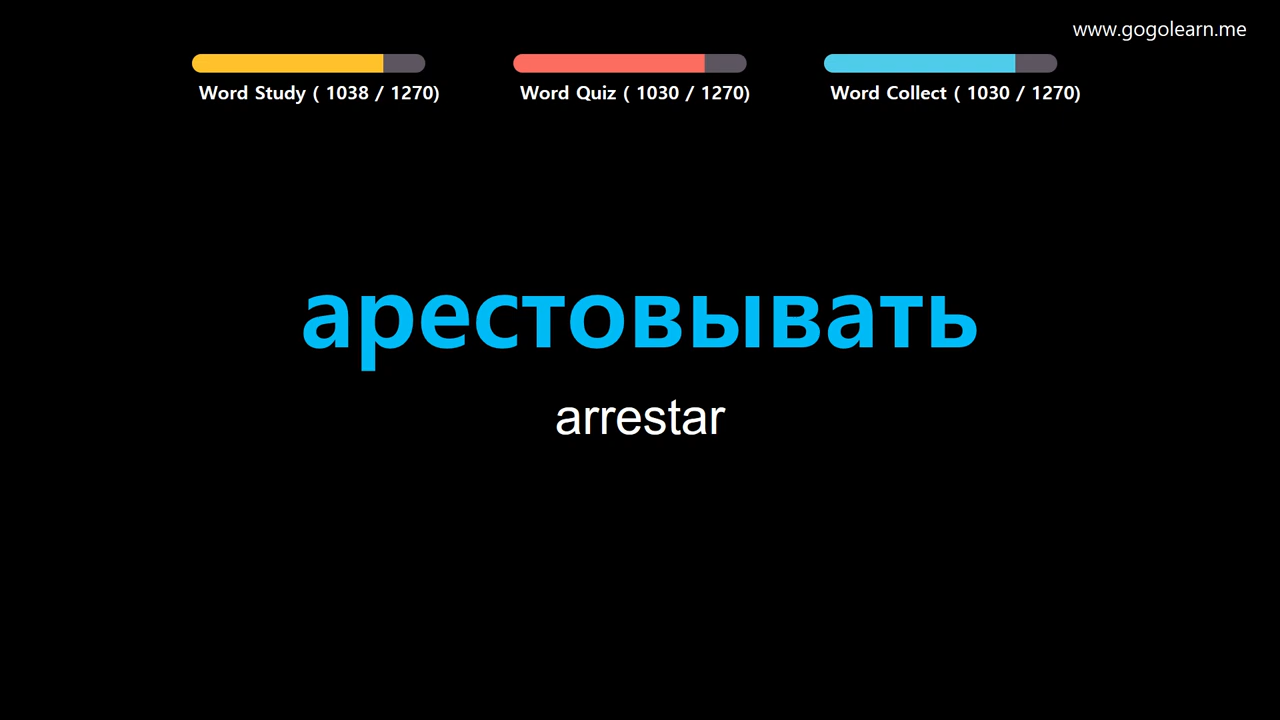 www.gogolearn.me
Word Study ( 1038 / 1270)
Word Quiz ( 1030 / 1270)
Word Collect ( 1030 / 1270)
арестовывать
arrestar